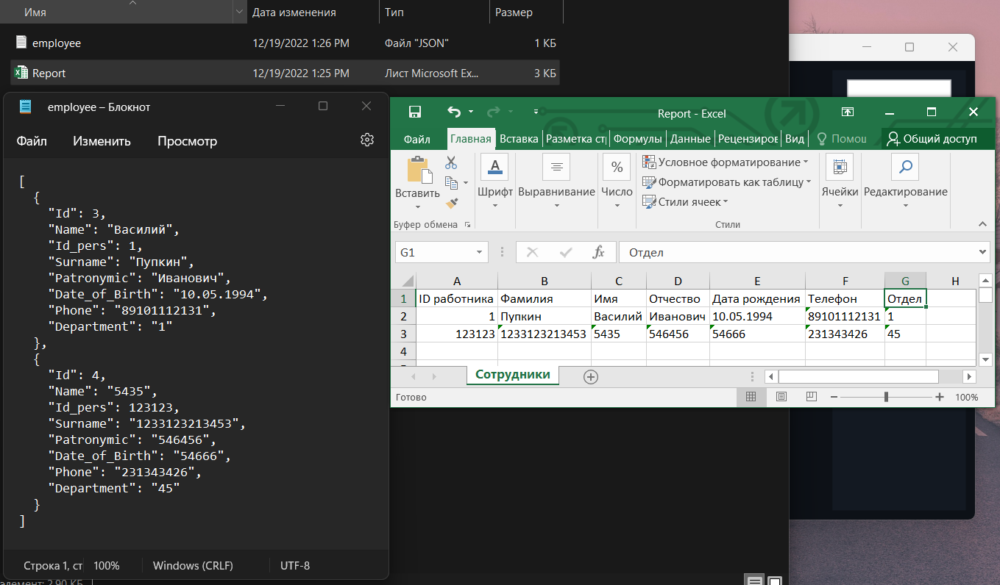 Имя Дата изменения Тип Размер
employee 12/19/2022 1:26 PM Файл "JSON" 1 КБ
Report 12/19/2022 1:25 PM Лист Microsoft Ex... 3 КБ
employee – Блокнот
Файл Изменить Просмотр
[
{
"Id": 3,
"Name": "Василий",
"Id_pers": 1,
"Surname": "Пупкин",
"Patronymic": "Иванович",
"Date_of_Birth": "10.05.1994",
"Phone": "89101112131",
"Department": "1"
},
{
"Id": 4,
"Name": "5435",
"Id_pers": 123123,
"Surname": "1233123213453",
"Patronymic": "546456",
"Date_of_Birth": "54666",
"Phone": "231343426",
"Department": "45"
}
]
Строка 1, ст 100% Windows (CRLF) UTF-8
элемент: 2,90 КБ
Report - Excel
Файл Главная Вставка Разметка ст Формулы Данные Рецензиров Вид Помощ Общий доступ
Вставить
Буфер обмена
Шрифт
Выравнивание
%
Число
Условное форматирование
Форматировать как таблицу
Стили ячеек
Стили
Ячейки
Редактирование
G1 fx Отдел
A B C D E F G H
1 ID работника Фамилия Имя Отчество Дата рождения Телефон Отдел
2 1 Пупкин Василий Иванович 10.05.1994 89101112131 1
3 123123 1233123213453 5435 546456 54666 231343426 45
4
Сотрудники
Готово 100%